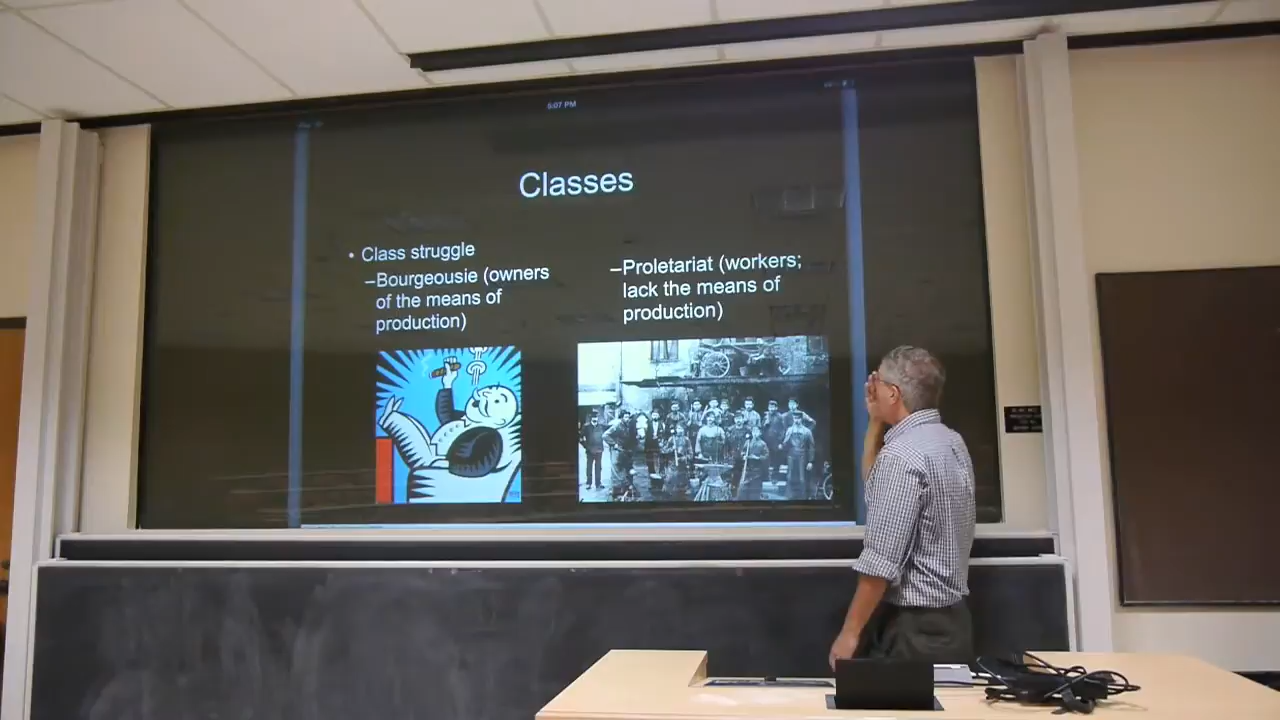 5:07 PM
Classes
• Class struggle
–Bourgeousie (owners
of the means of
production)
–Proletariat (workers;
lack the means of
production)